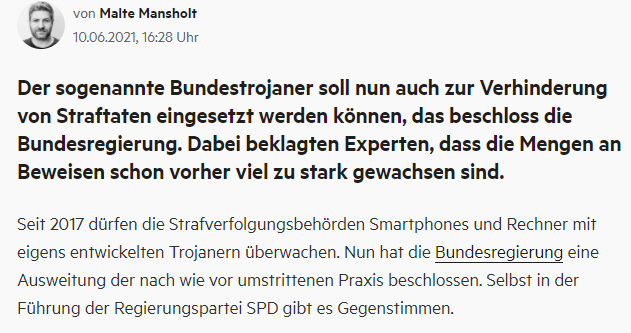 von Malte Mansholt
10.06.2021, 16:28 Uhr
Der sogenannte Bundestrojaner soll nun auch zur Verhinderung
von Straftaten eingesetzt werden können, das beschloss die
Bundesregierung. Dabei beklagten Experten, dass die Mengen an
Beweisen schon vorher viel zu stark gewachsen sind.
Seit 2017 dürfen die Strafverfolgungsbehörden Smartphones und Rechner mit
eigens entwickelten Trojanern überwachen. Nun hat die Bundesregierung eine
Ausweitung der nach wie vor umstrittenen Praxis beschlossen. Selbst in der
Führung der Regierungspartei SPD gibt es Gegenstimmen.